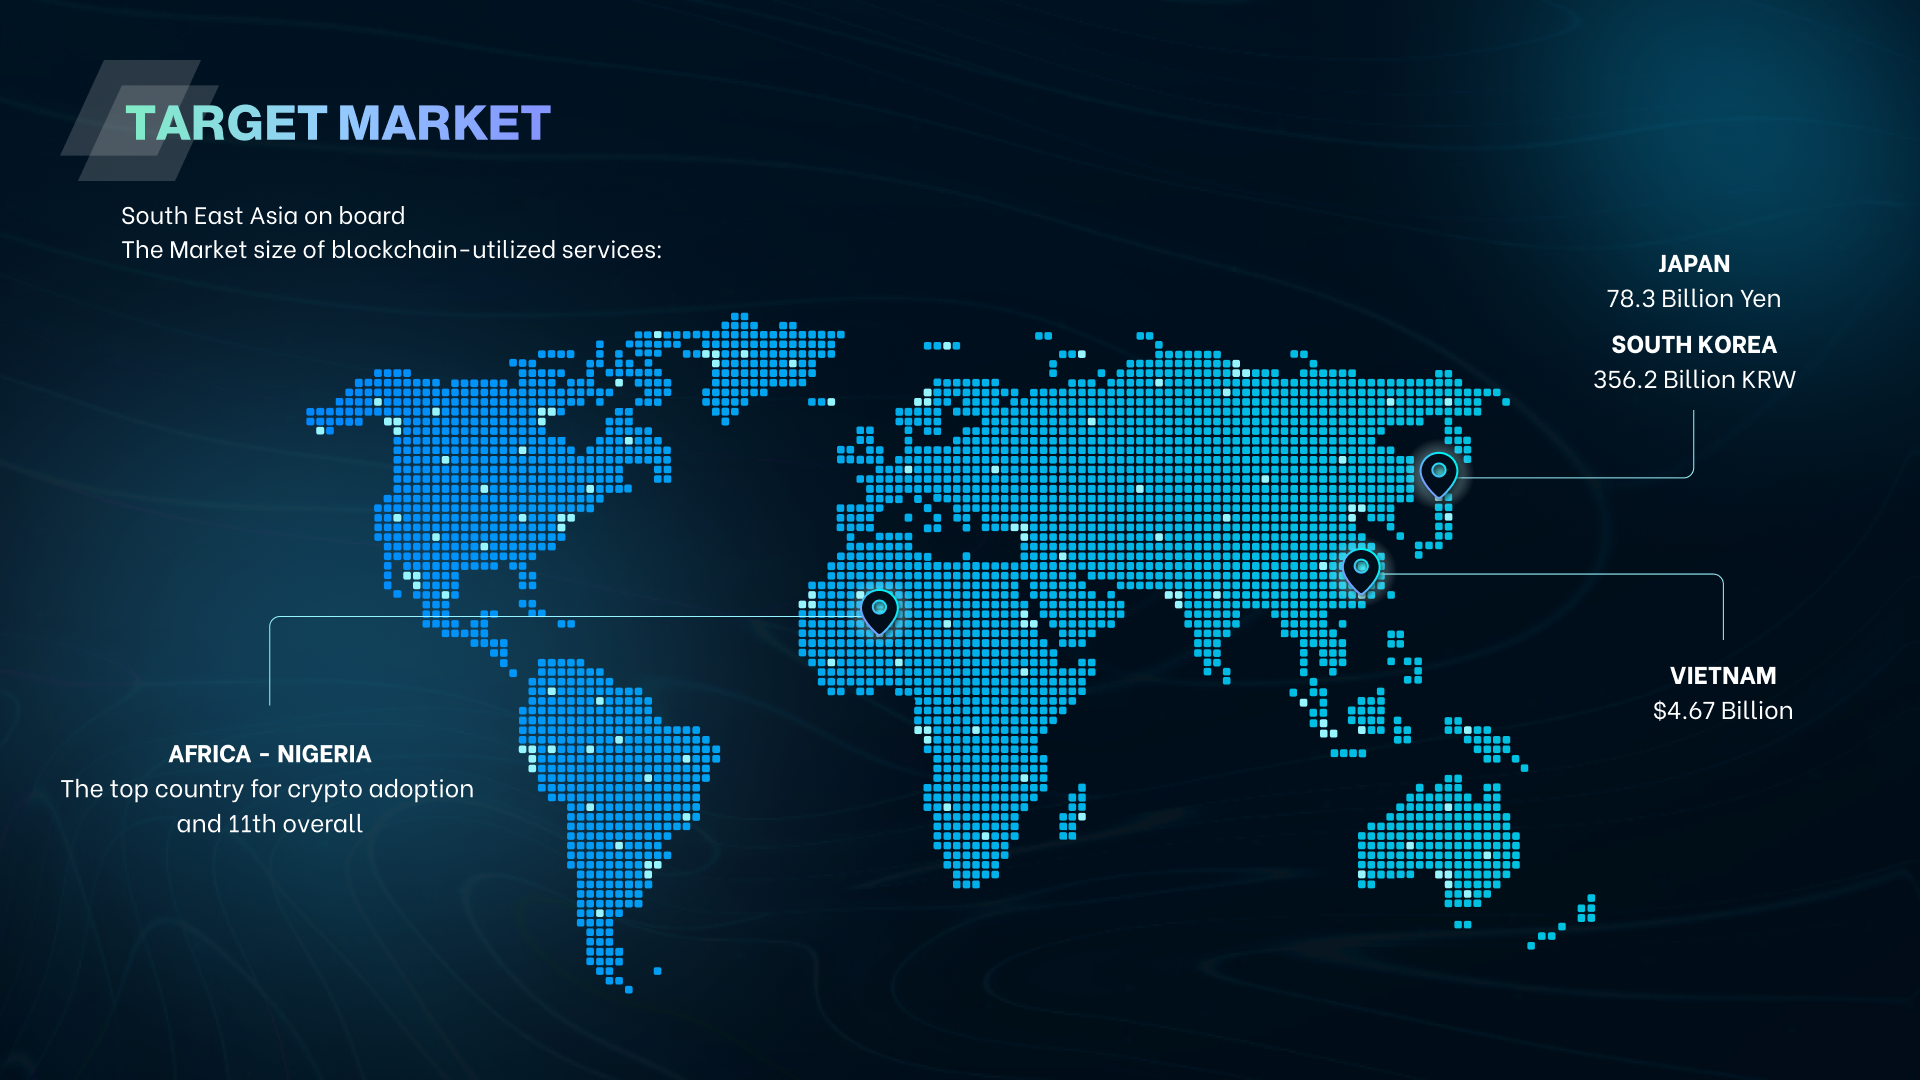 TARGET MARKET
South East Asia on board
The Market size of blockchain-utilized services:
JAPAN
78.3 Billion Yen
SOUTH KOREA
356.2 Billion KRW
VIETNAM
$4.67 Billion
AFRICA - NIGERIA
The top country for crypto adoption
and 11th overall